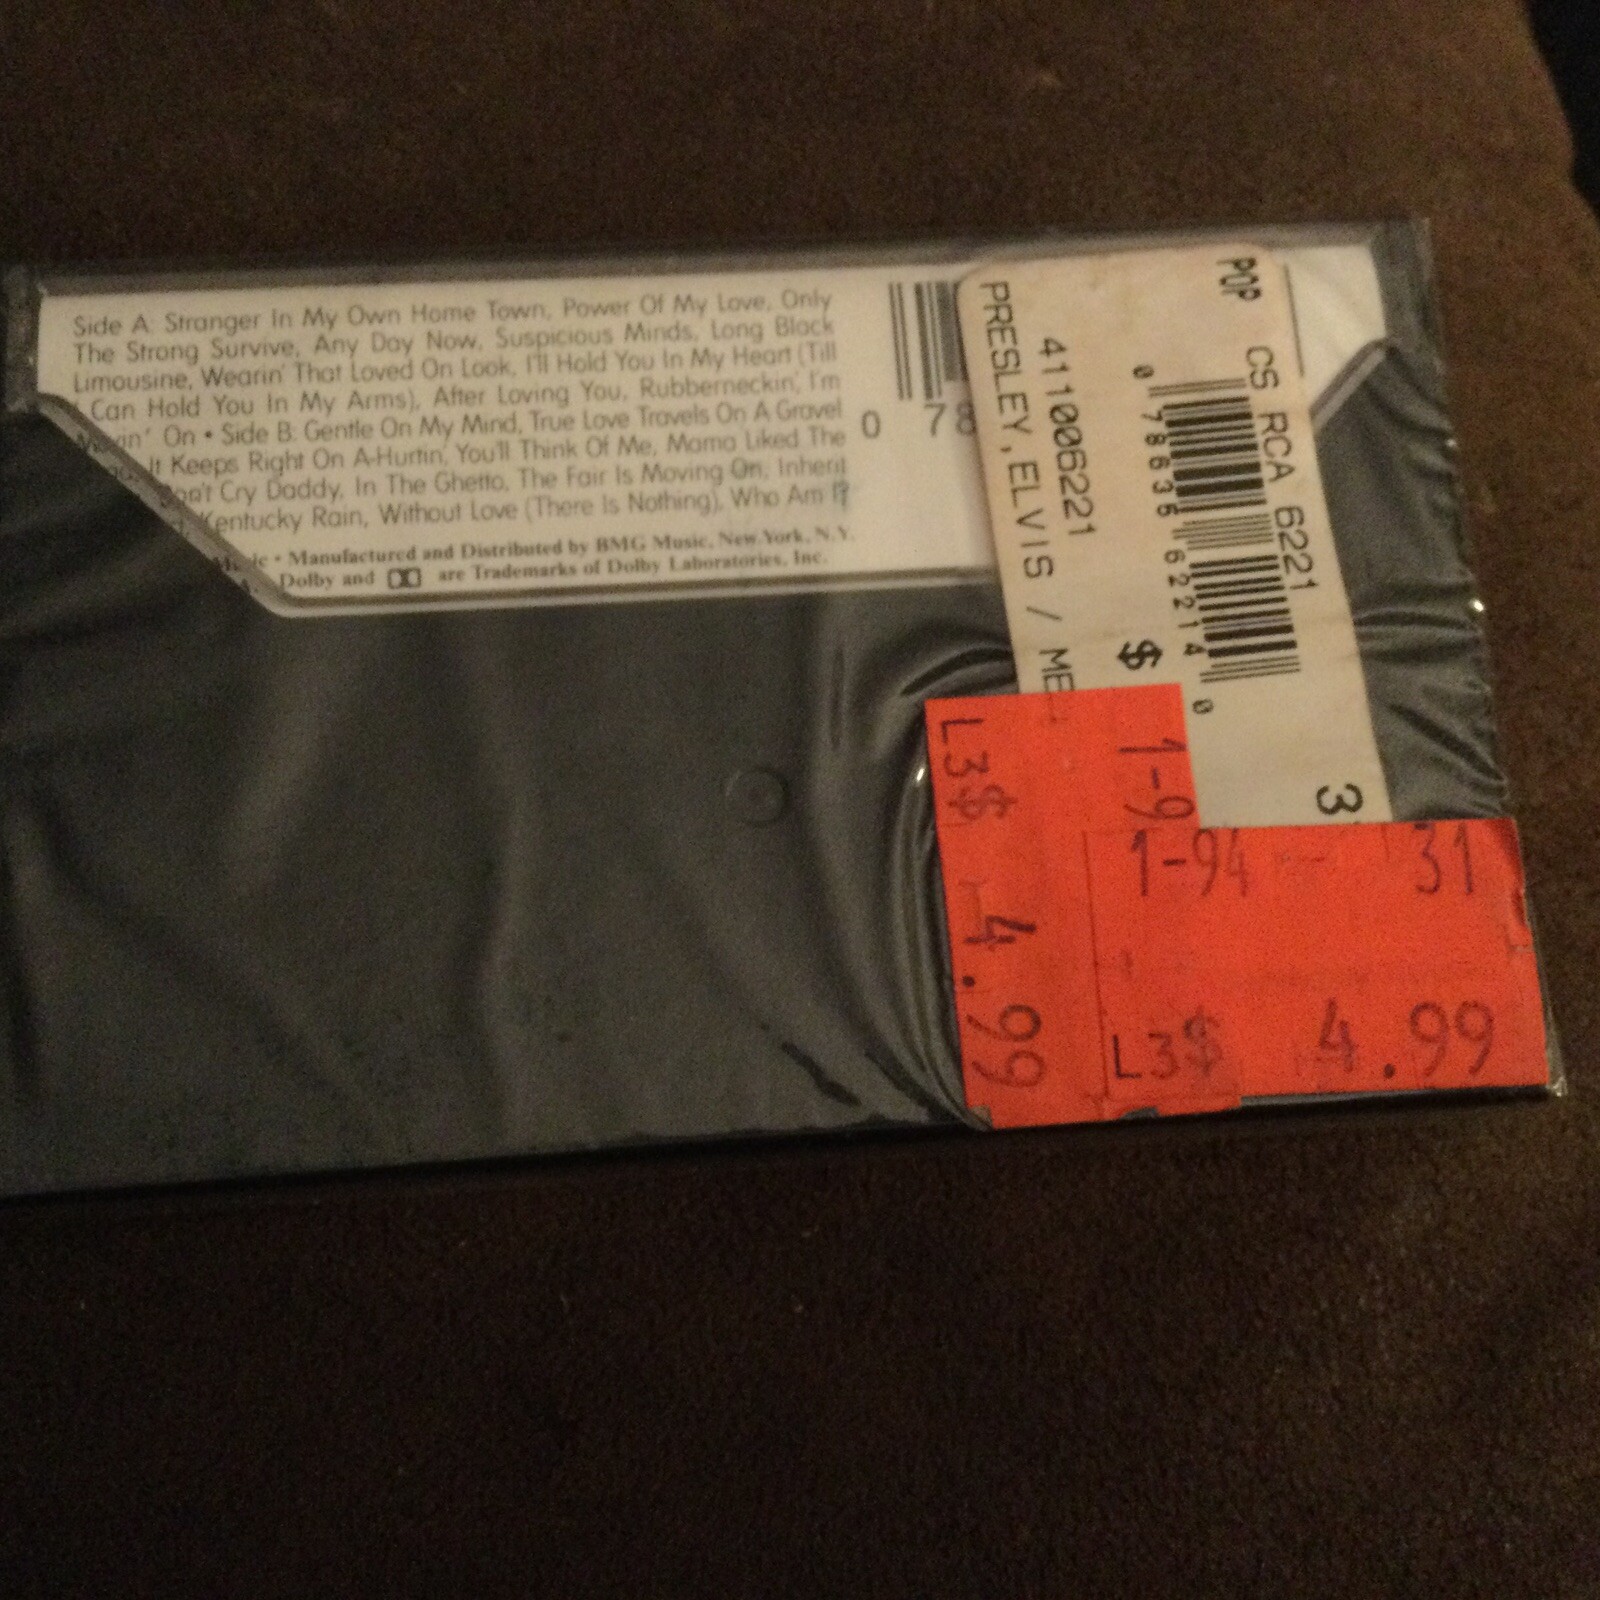 Side A: Stranger In My Own Home Town, Power Of My Love, Only
The Strong Survive, Any Day Now, Suspicious Minds, Long Black
Limousine, Wearin' That Loved On Look, I'll Hold You In My Heart (Till
Can Hold You In My Arms), After Loving You, Rubberneckin', I'm
On • Side B: Gentle On My Mind, True Love Travels On A Gravel
It Keeps Right On A-Hurtin', You'll Think Of Me, Mama Liked The
Don't Cry Daddy, In The Ghetto, The Fair Is Moving On, Inherit
Kentucky Rain, Without Love (There Is Nothing), Who Am I?
Music • Manufactured and Distributed by BMG Music, New York, N.Y.
Dolby and are Trademarks of Dolby Laboratories, Inc.
0 78
POP CS RCA 6221
0 78636 62214 0
$ 3
411006221
PRESLEY,ELVIS / ME
1-9
L3$ 4.99
1-94 31
L3$ 4.99